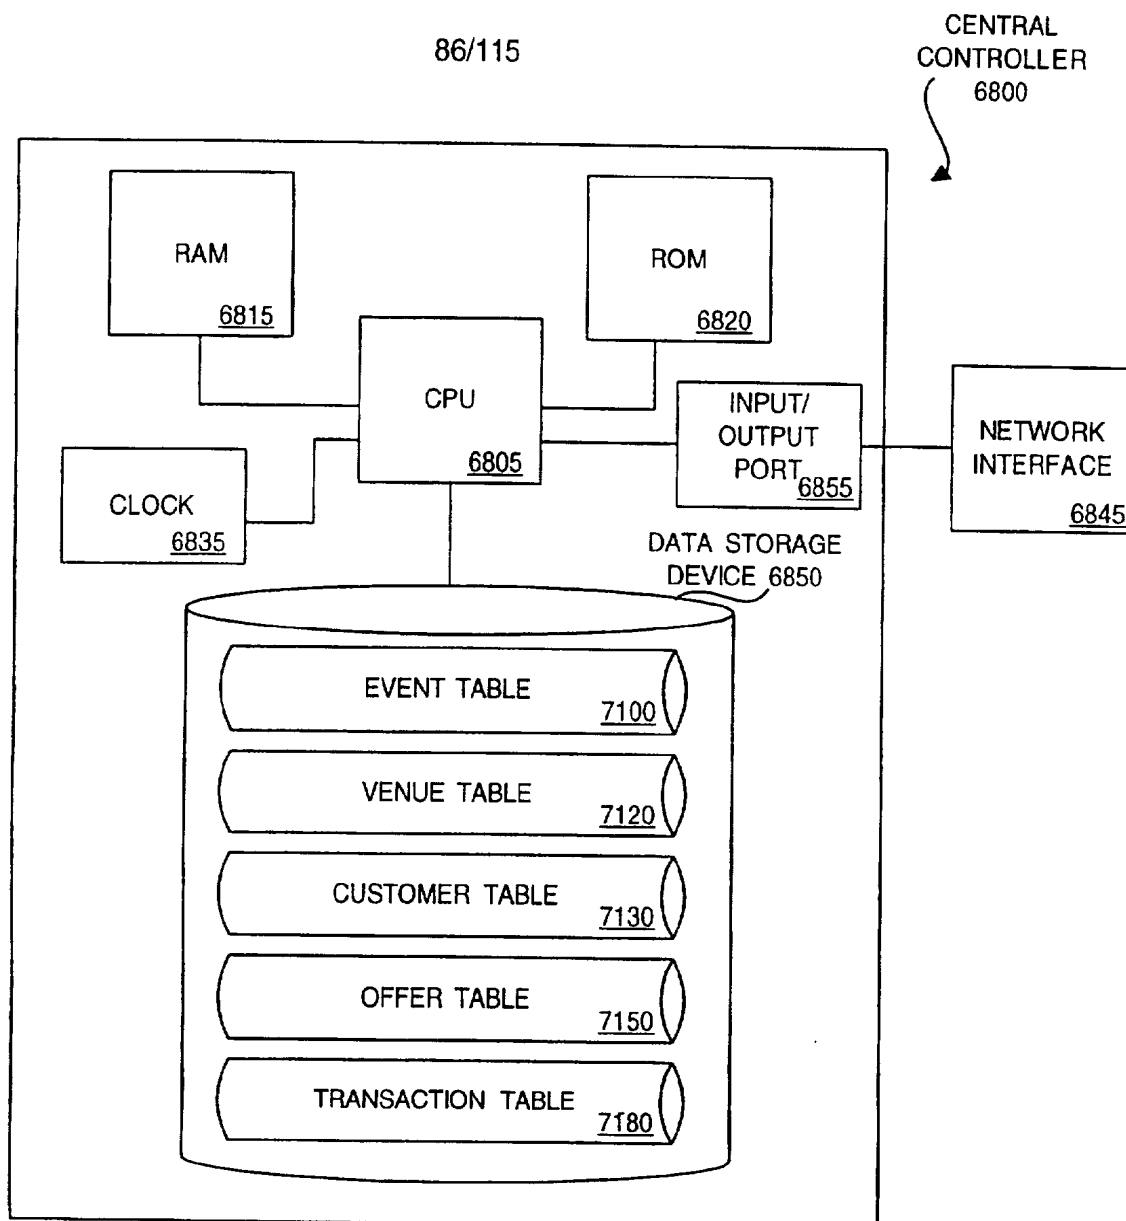 86/115
CENTRAL
CONTROLLER
6800
RAM
6815
ROM
6820
CPU
6805
INPUT/
OUTPUT
PORT
6855
NETWORK
INTERFACE
6845
CLOCK
6835
DATA STORAGE
DEVICE 6850
EVENT TABLE
7100
VENUE TABLE
7120
CUSTOMER TABLE
7130
OFFER TABLE
7150
TRANSACTION TABLE
7180